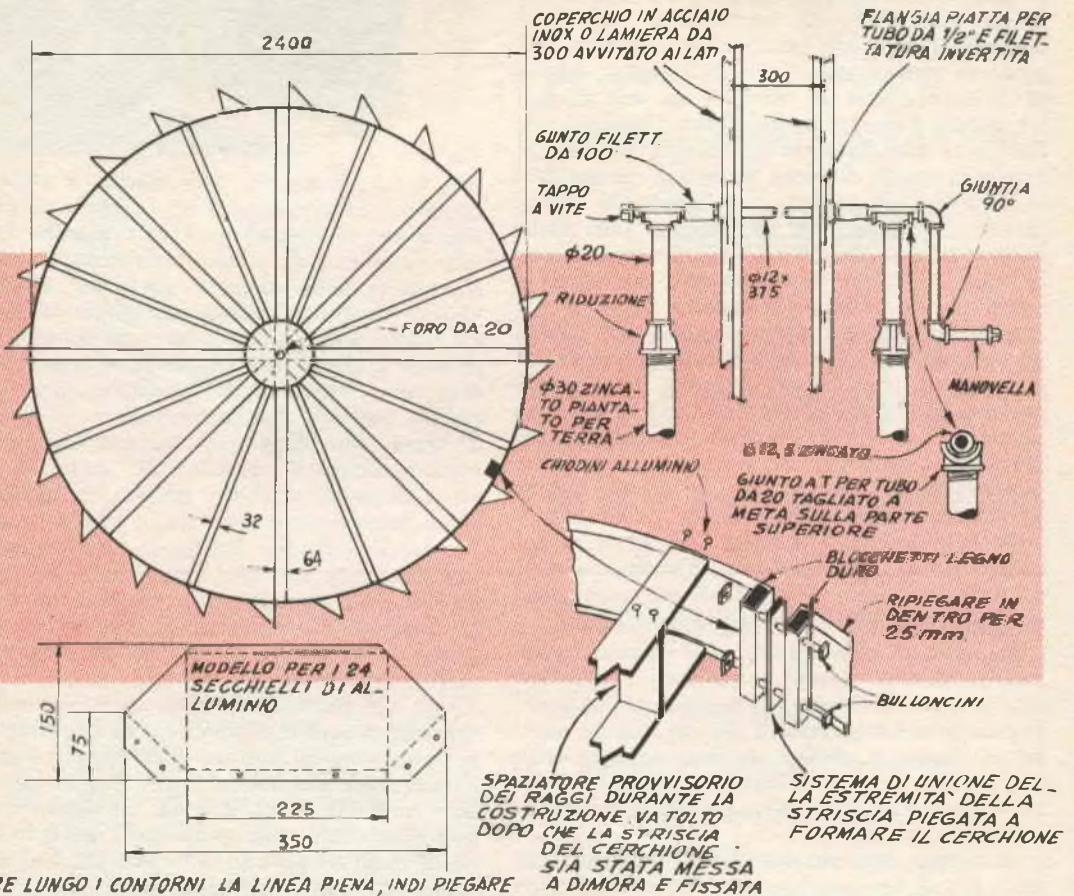 2400
COPERCHIO IN ACCIAIO
INOX O LAMIERA DA
300 AVVITATO AI LATI
FLANGIA PIATTA PER
TUBO DA 1/2" E FILET-
TATURA INVERTITA
300
GUNTO FILETT.
DA 100
TAPPO
A VITE
GIUNTI A
90°
φ20
φ12×
375
RIDUZIONE
FORO DA 20
φ30 ZINCA-
TO PIANTA-
TO PER
TERRA
MANOVELLA
ZINCATO
CHIODINI ALLUMINIO
GIUNTO A T PER TUBO
DA 20 TAGLIATO A
META SULLA PARTE
SUPERIORE
32
64
BLOCCHETTI LEGNO
DURO
RIPIEGARE IN
DENTRO PER
25 mm.
BULLONCINI
MODELLO PER I 24
SECCHIELLI DI AL-
LUMINIO
150
75
225
350
SPAZIATORE PROVVISORIO
DEI RAGGI DURANTE LA
COSTRUZIONE. VA TOLTO
DOPO CHE LA STRISCIA
DEL CERCHIONE
SIA STATA MESSA
A DIMORA E FISSATA
SISTEMA DI UNIONE DEL-
LA ESTREMITA` DELLA
STRISCIA PIEGATA A
FORMARE IL CERCHIONE
RE LUNGO I CONTORNI LA LINEA PIENA, INDI PIEGARE